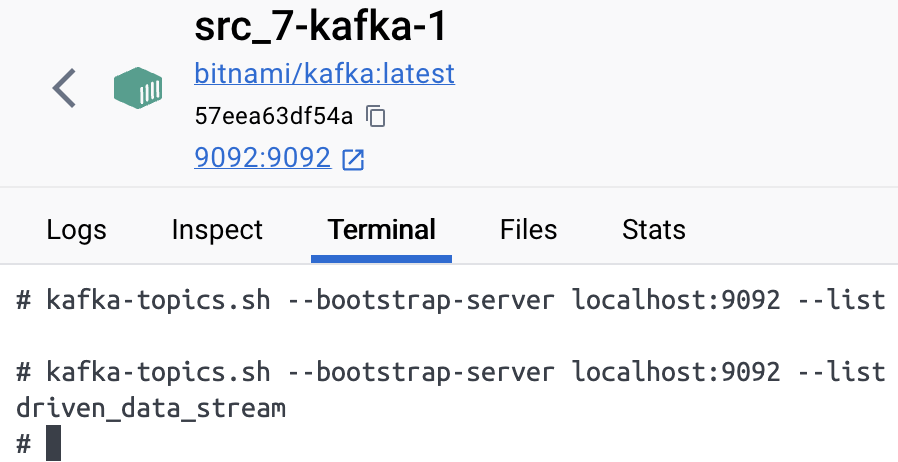 src_7-kafka-1
bitnami/kafka:latest
57eea63df54a
9092:9092
Logs Inspect Terminal Files Stats
# kafka-topics.sh --bootstrap-server localhost:9092 --list
# kafka-topics.sh --bootstrap-server localhost:9092 --list
driven_data_stream
#